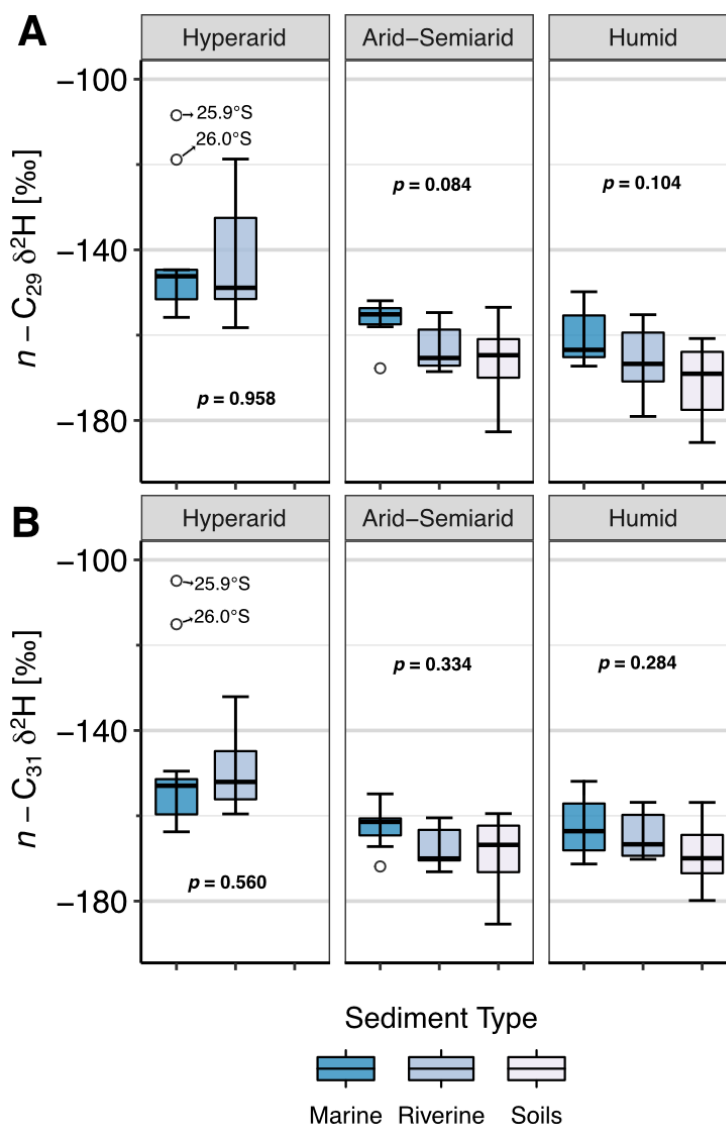 A
Hyperarid
Arid−Semiarid
Humid
n − C29 δ2H [‰]
−100
−140
−180
25.9°S
26.0°S
p = 0.958
p = 0.084
p = 0.104
B
Hyperarid
Arid−Semiarid
Humid
n − C31 δ2H [‰]
−100
−140
−180
25.9°S
26.0°S
p = 0.560
p = 0.334
p = 0.284
Sediment Type
Marine Riverine Soils